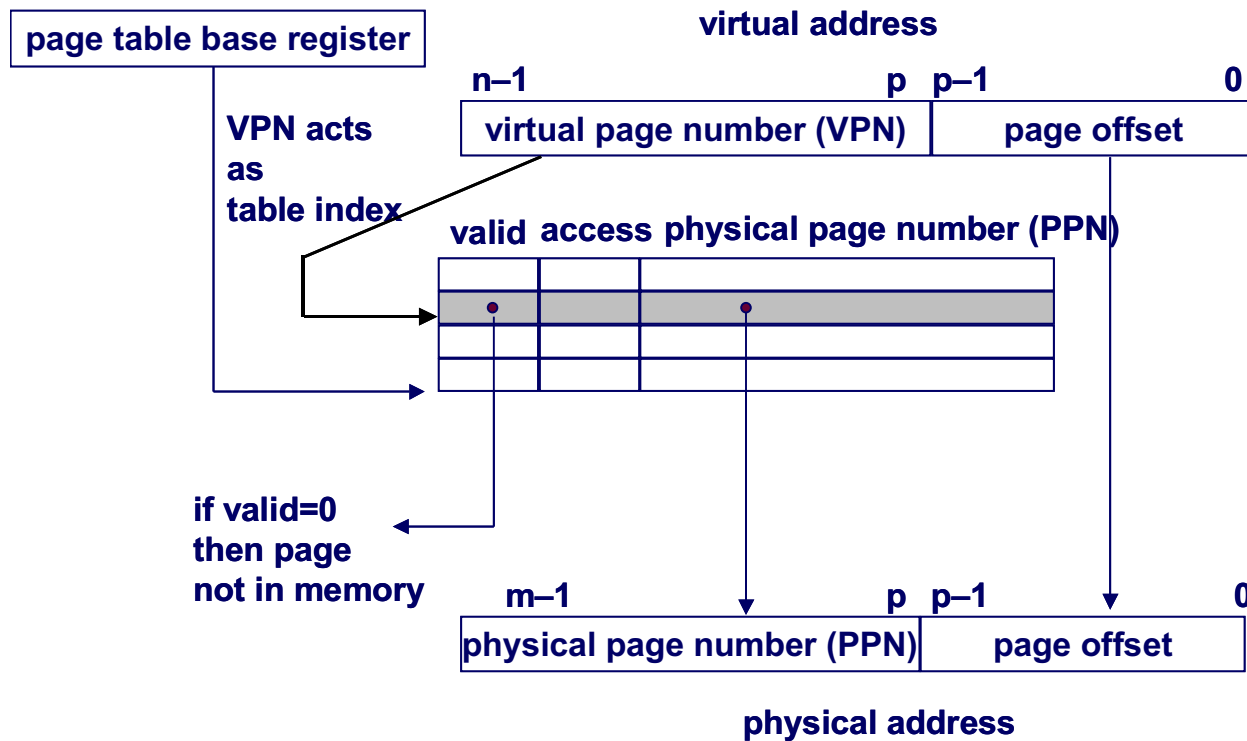 page table base register
virtual address
n–1 p p–1 0
VPN acts
as
table index
virtual page number (VPN) page offset
valid access physical page number (PPN)
if valid=0
then page
not in memory
m–1 p p–1 0
physical page number (PPN) page offset
physical address